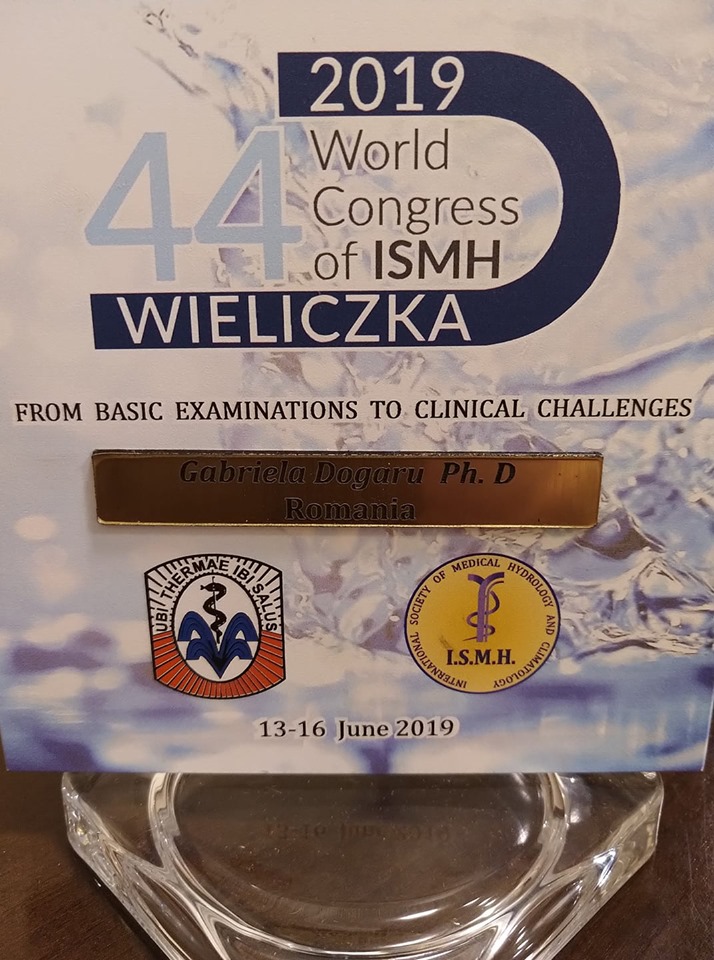 2019
44 World
Congress
of ISMH
WIELICZKA
FROM BASIC EXAMINATIONS TO CLINICAL CHALLENGES
Gabriela Dogaru Ph. D
Romania
UBI THERMAE IBI SALUS
INTERNATIONAL SOCIETY OF MEDICAL HYDROLOGY AND CLIMATOLOGY
I.S.M.H.
13-16 June 2019